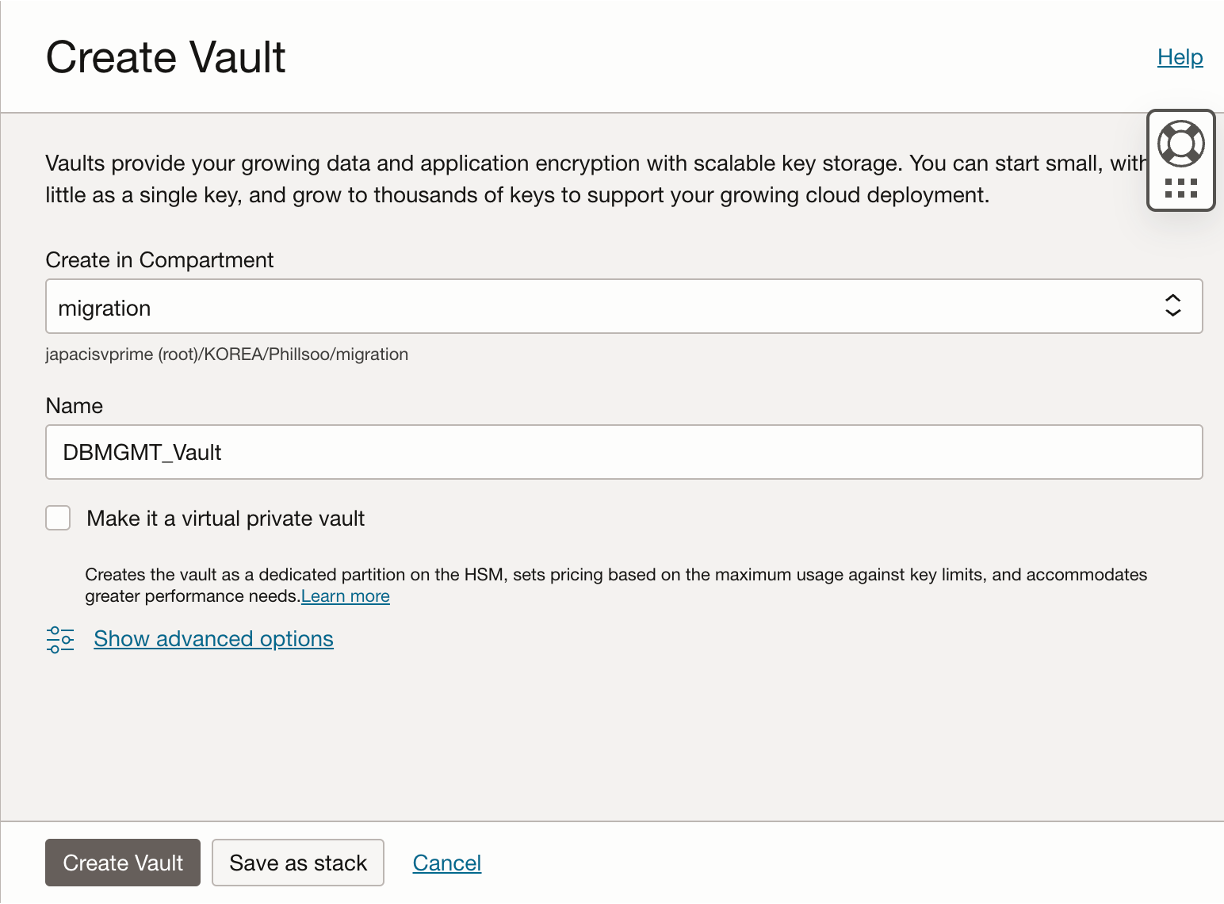 Create Vault
Help
Vaults provide your growing data and application encryption with scalable key storage. You can start small, with
little as a single key, and grow to thousands of keys to support your growing cloud deployment.
Create in Compartment
migration
japacisvprime (root)/KOREA/Phillsoo/migration
Name
DBMGMT_Vault
Make it a virtual private vault
Creates the vault as a dedicated partition on the HSM, sets pricing based on the maximum usage against key limits, and accommodates
greater performance needs.Learn more
Show advanced options
Create Vault
Save as stack
Cancel